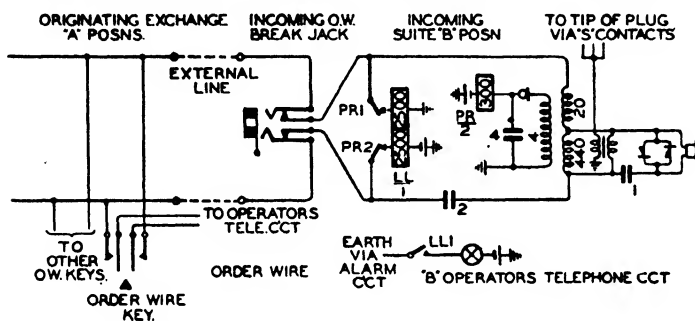 ORIGINATING EXCHANGE
"A" POSNS.
INCOMING O.W.
BREAK JACK
INCOMING
SUITE "B" POSN
TO TIP OF PLUG
VIA "S" CONTACTS
EXTERNAL
LINE
PR1
PR2
LL
1
PR
2
300
4
4
20
440
1
2
TO OPERATORS
TELE. CCT
TO
OTHER
O.W. KEYS.
ORDER WIRE
KEY.
ORDER WIRE
EARTH
VIA
ALARM
CCT
LL1
"B" OPERATORS TELEPHONE CCT